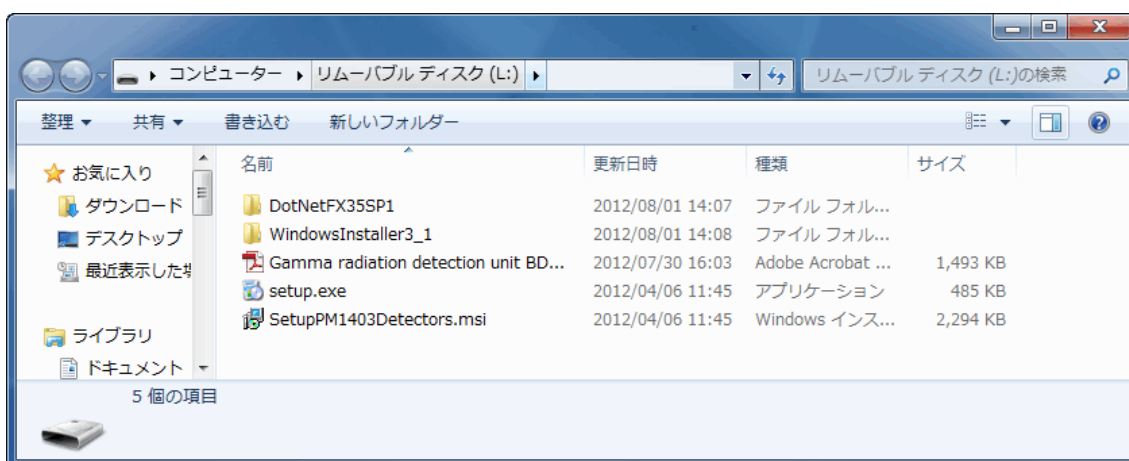 コンピューター リムーバブル ディスク (L:) リムーバブル ディスク (L:)の検索
整理 共有 書き込む 新しいフォルダー
お気に入り
ダウンロード
デスクトップ
最近表示した場
ライブラリ
ドキュメント
名前 更新日時 種類 サイズ
DotNetFX35SP1 2012/08/01 14:07 ファイル フォル...
WindowsInstaller3_1 2012/08/01 14:08 ファイル フォル...
Gamma radiation detection unit BD... 2012/07/30 16:03 Adobe Acrobat ... 1,493 KB
setup.exe 2012/04/06 11:45 アプリケーション 485 KB
SetupPM1403Detectors.msi 2012/04/06 11:45 Windows インス... 2,294 KB
5 個の項目